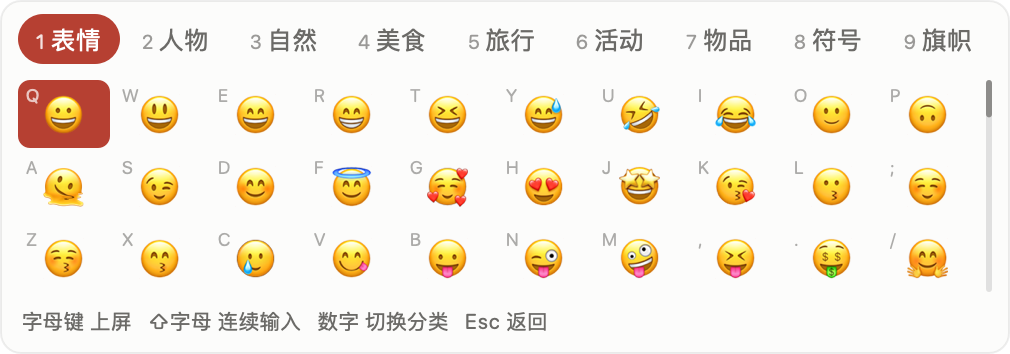 1 表情 2 人物 3 自然 4 美食 5 旅行 6 活动 7 物品 8 符号 9 旗帜
Q W E R T Y U I O P
A S D F G H J K L ;
Z X C V B N M , . /
字母键 上屏 ⇧字母 连续输入 数字 切换分类 Esc 返回